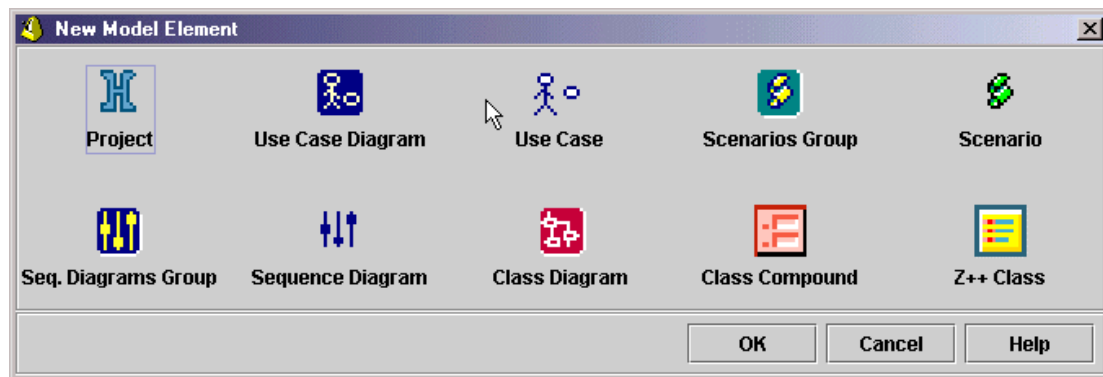 New Model Element
Project Use Case Diagram Use Case Scenarios Group Scenario
Seq. Diagrams Group Sequence Diagram Class Diagram Class Compound Z++ Class
OK Cancel Help